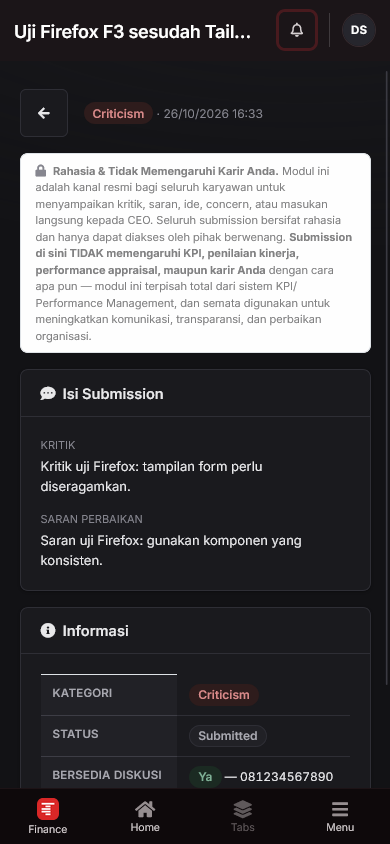 Uji Firefox F3 sesudah Tail...
DS
Criticism · 26/10/2026 16:33
Rahasia & Tidak Memengaruhi Karir Anda. Modul ini
adalah kanal resmi bagi seluruh karyawan untuk
menyampaikan kritik, saran, ide, concern, atau masukan
langsung kepada CEO. Seluruh submission bersifat rahasia
dan hanya dapat diakses oleh pihak berwenang. Submission
di sini TIDAK memengaruhi KPI, penilaian kinerja,
performance appraisal, maupun karir Anda dengan cara
apa pun — modul ini terpisah total dari sistem KPI/
Performance Management, dan semata digunakan untuk
meningkatkan komunikasi, transparansi, dan perbaikan
organisasi.
Isi Submission
KRITIK
Kritik uji Firefox: tampilan form perlu
diseragamkan.
SARAN PERBAIKAN
Saran uji Firefox: gunakan komponen yang
konsisten.
Informasi
KATEGORI Criticism
STATUS Submitted
BERSEDIA DISKUSI Ya — 081234567890
Finance Home Tabs Menu